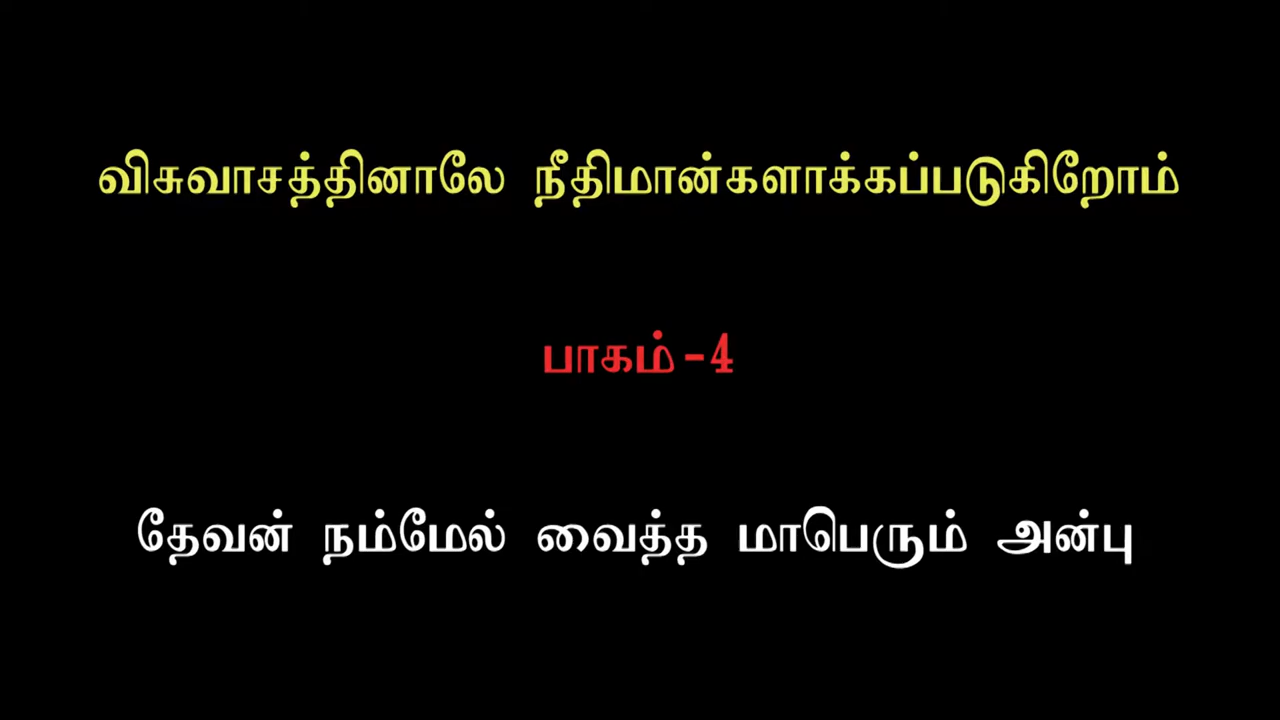 விசுவாசத்தினாலே நீதிமான்களாக்கப்படுகிறோம்
பாகம்-4
தேவன் நம்மேல் வைத்த மாபெரும் அன்பு